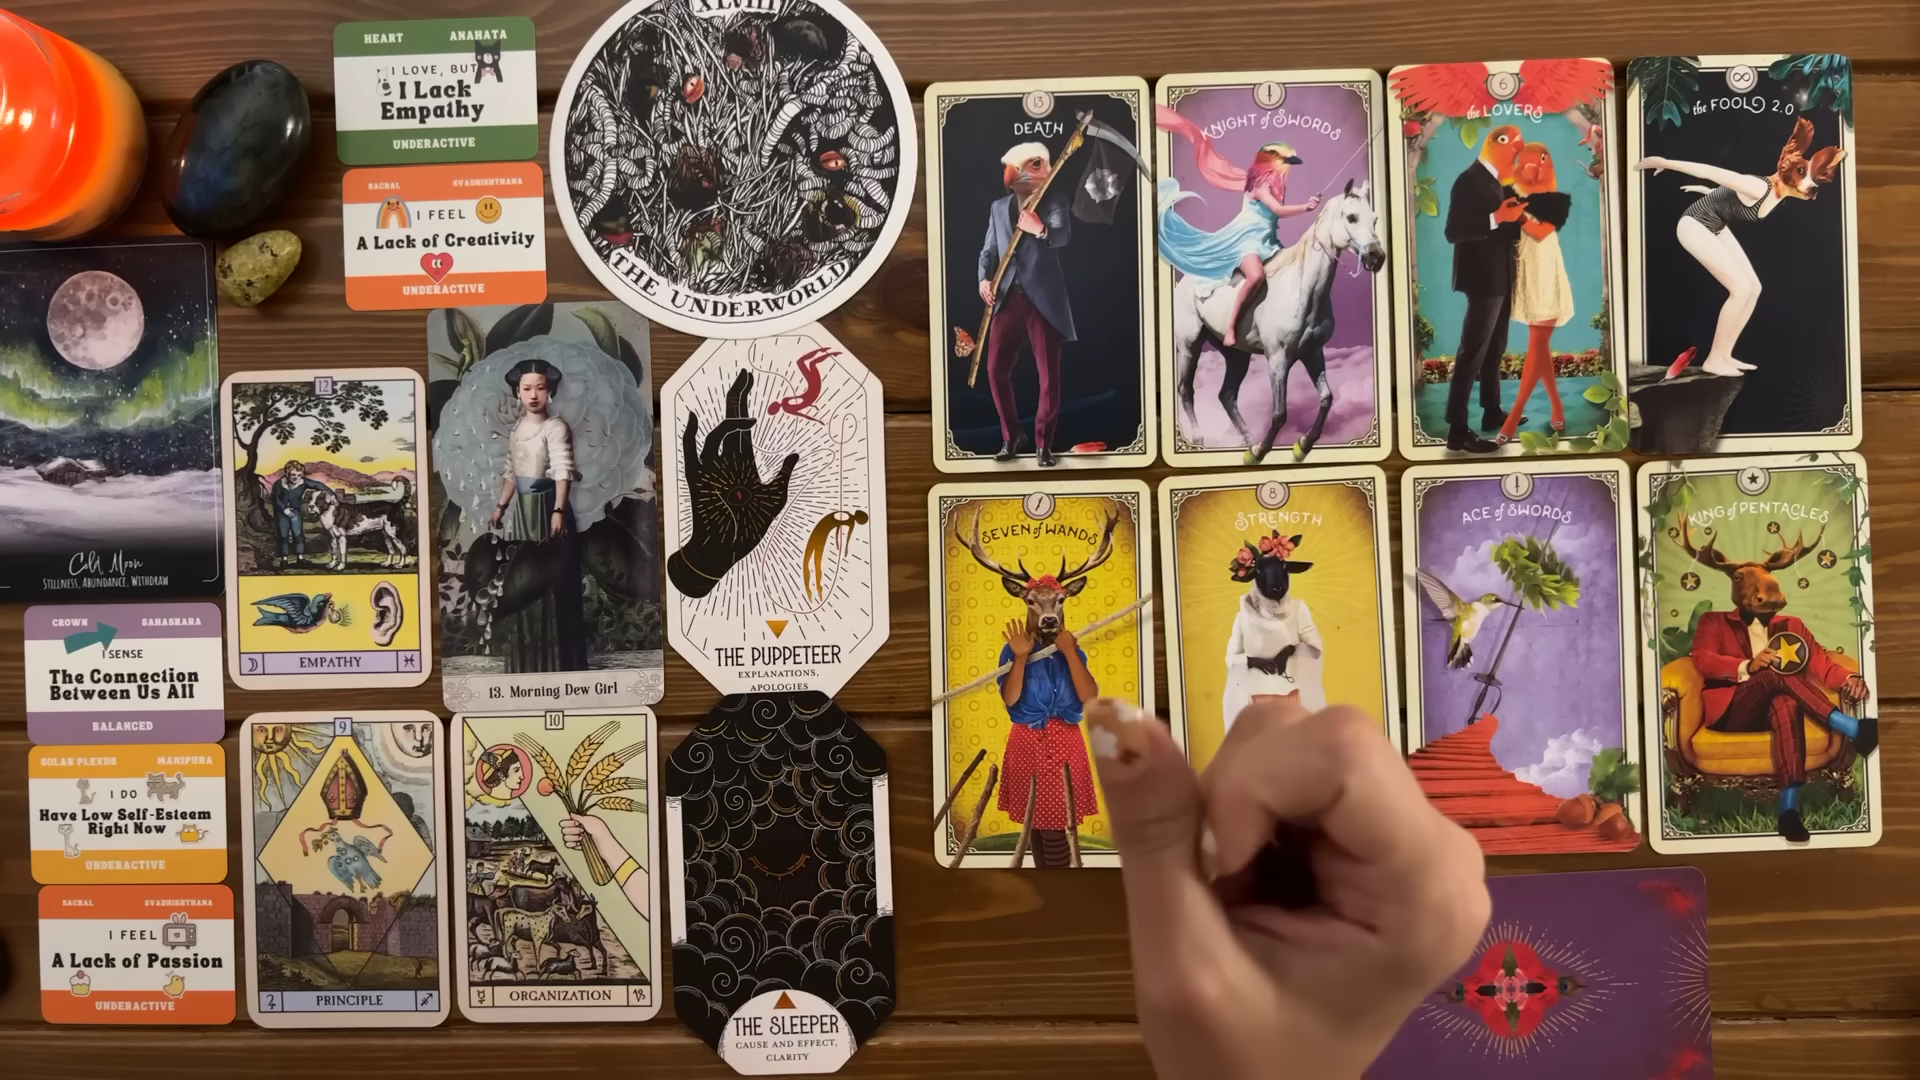 HEART ANAHATA
I LOVE, BUT
I Lack
Empathy
UNDERACTIVE
SACRAL SVADHISHTHANA
I FEEL
A Lack of Creativity
UNDERACTIVE
XLVIII
THE UNDERWORLD
13
DEATH
KNIGHT of SWORDS
6
the LOVERS
∞
the FOOL 2.0
Cold Moon
STILLNESS, ABUNDANCE, WITHDRAW
12
EMPATHY
13. Morning Dew Girl
THE PUPPETEER
EXPLANATIONS,
APOLOGIES
SEVEN of WANDS
8
STRENGTH
ACE of SWORDS
KING of PENTACLES
CROWN SAHASRARA
I SENSE
The Connection
Between Us All
BALANCED
SOLAR PLEXUS MANIPURA
I DO
Have Low Self-Esteem
Right Now
UNDERACTIVE
SACRAL SVADHISHTHANA
I FEEL
A Lack of Passion
UNDERACTIVE
9
PRINCIPLE
10
ORGANIZATION
THE SLEEPER
CAUSE AND EFFECT,
CLARITY